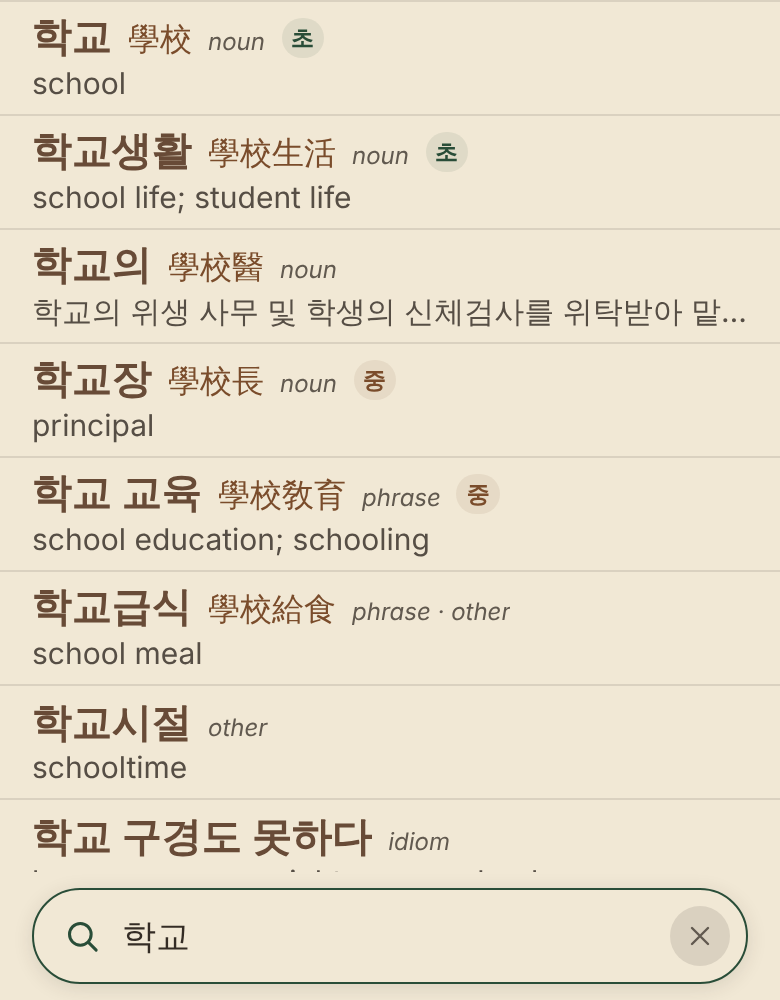 학교 學校 noun 초
school
학교생활 學校生活 noun 초
school life; student life
학교의 學校醫 noun
학교의 위생 사무 및 학생의 신체검사를 위탁받아 맡...
학교장 學校長 noun 중
principal
학교 교육 學校敎育 phrase 중
school education; schooling
학교급식 學校給食 phrase · other
school meal
학교시절 other
schooltime
학교 구경도 못하다 idiom
학교